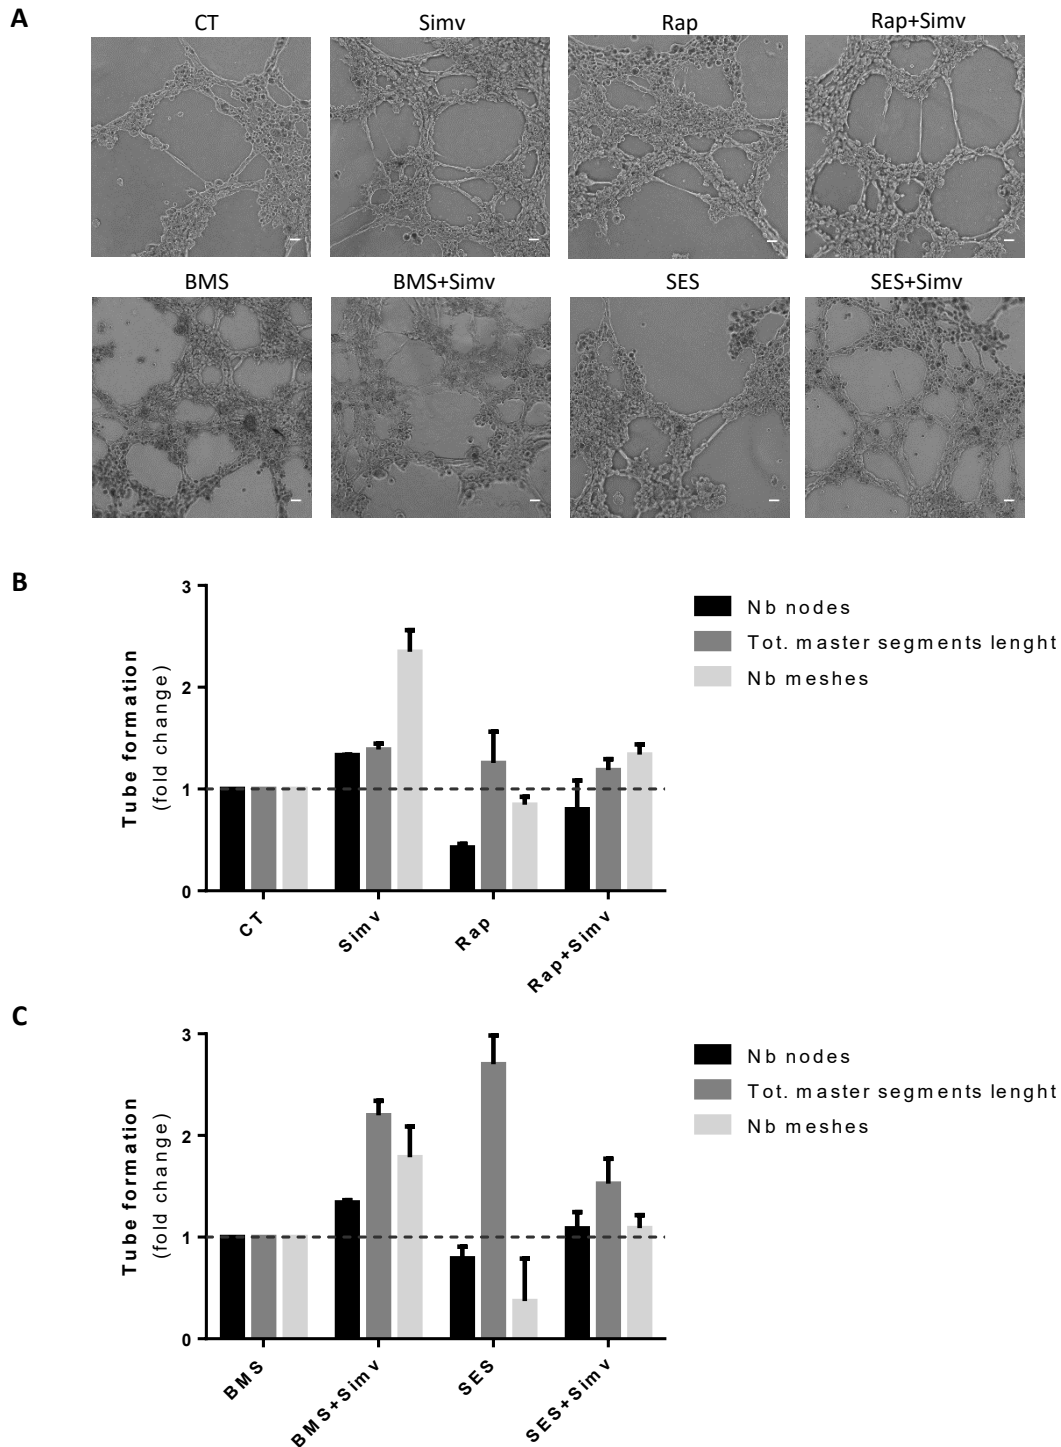 A
CT Simv Rap Rap+Simv
BMS BMS+Simv SES SES+Simv
B
Tube formation
(fold change)
3
2
1
0
CT Simv Rap Rap+Simv
Nb nodes
Tot. master segments lenght
Nb meshes
C
Tube formation
(fold change)
3
2
1
0
BMS BMS+Simv SES SES+Simv
Nb nodes
Tot. master segments lenght
Nb meshes